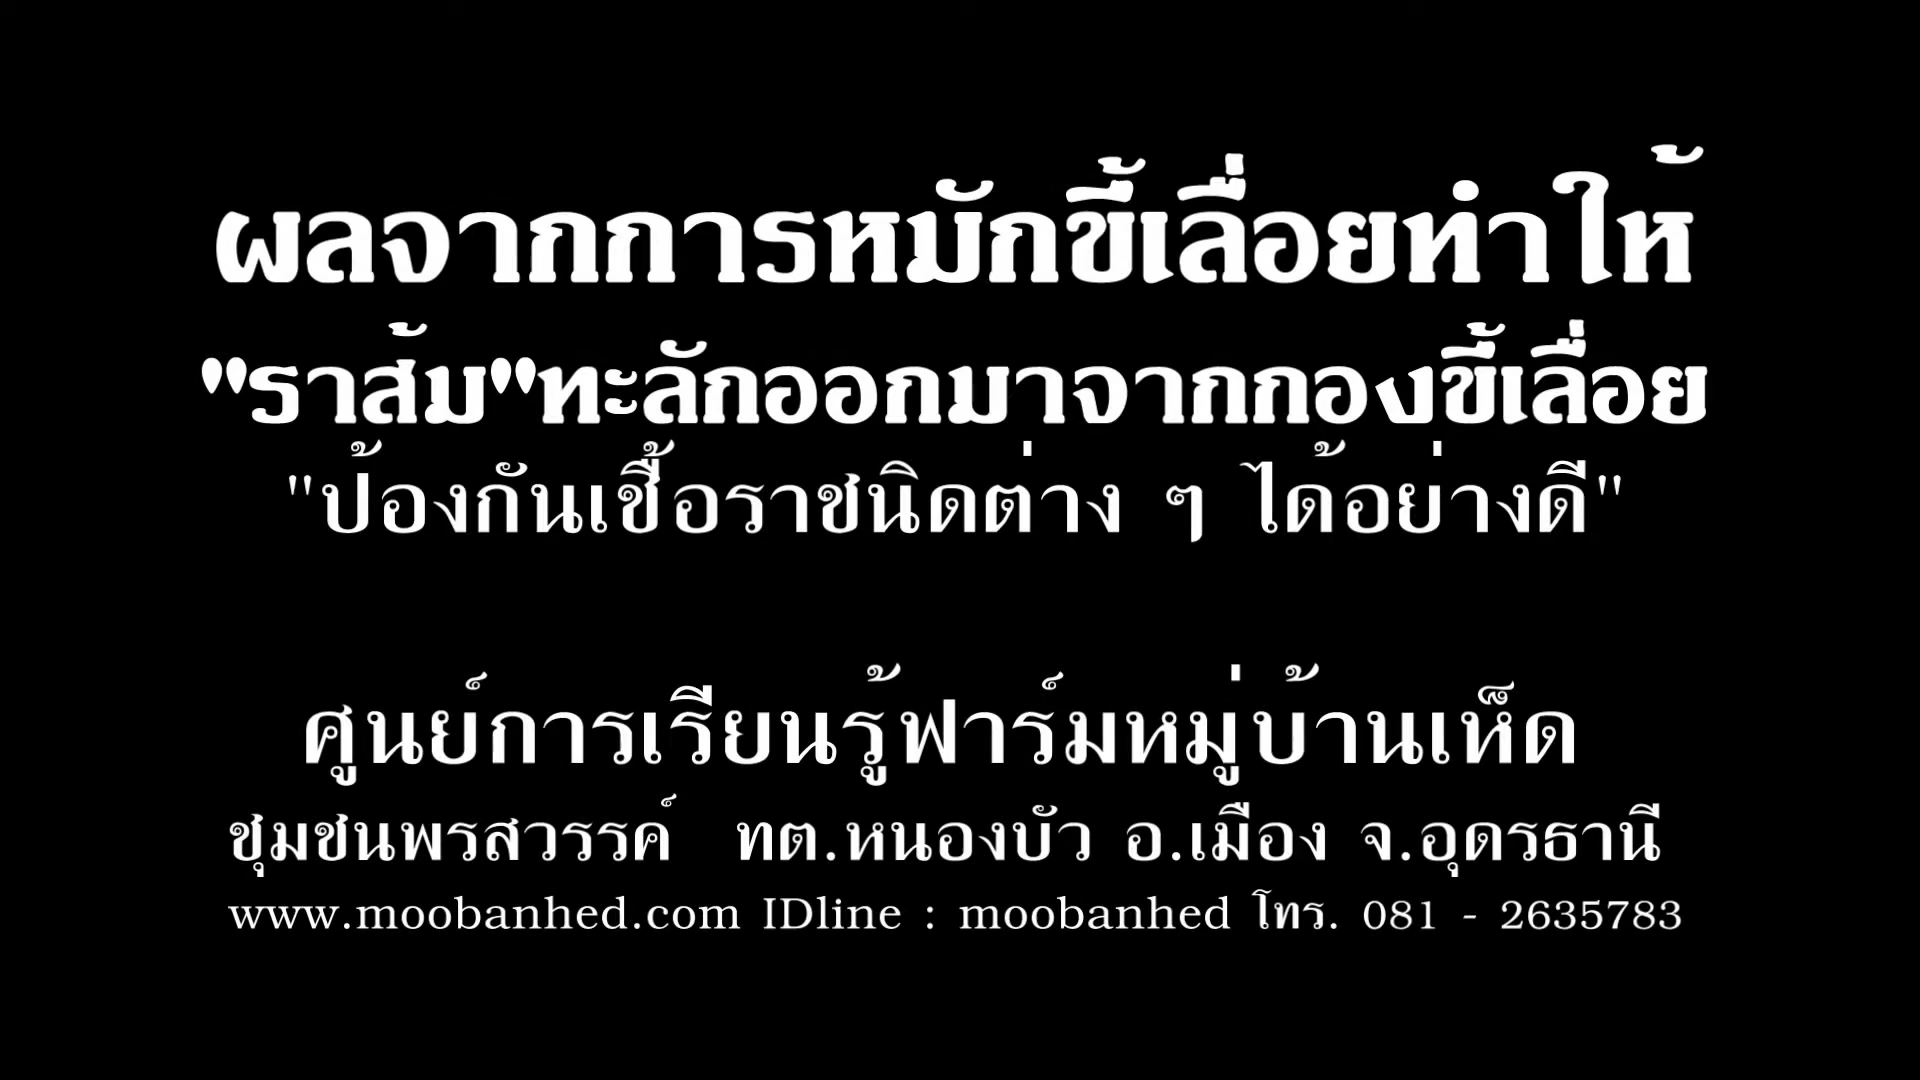 ผลจากการหมักขี้เลื่อยทำให้
"ราส้ม"ทะลักออกมาจากกองขี้เลื่อย
"ป้องกันเชื้อราชนิดต่าง ๆ ได้อย่างดี"
ศูนย์การเรียนรู้ฟาร์มหมู่บ้านเห็ด
ชุมชนพรสวรรค์ ทต.หนองบัว อ.เมือง จ.อุดรธานี
www.moobanhed.com IDline : moobanhed โทร. 081 - 2635783